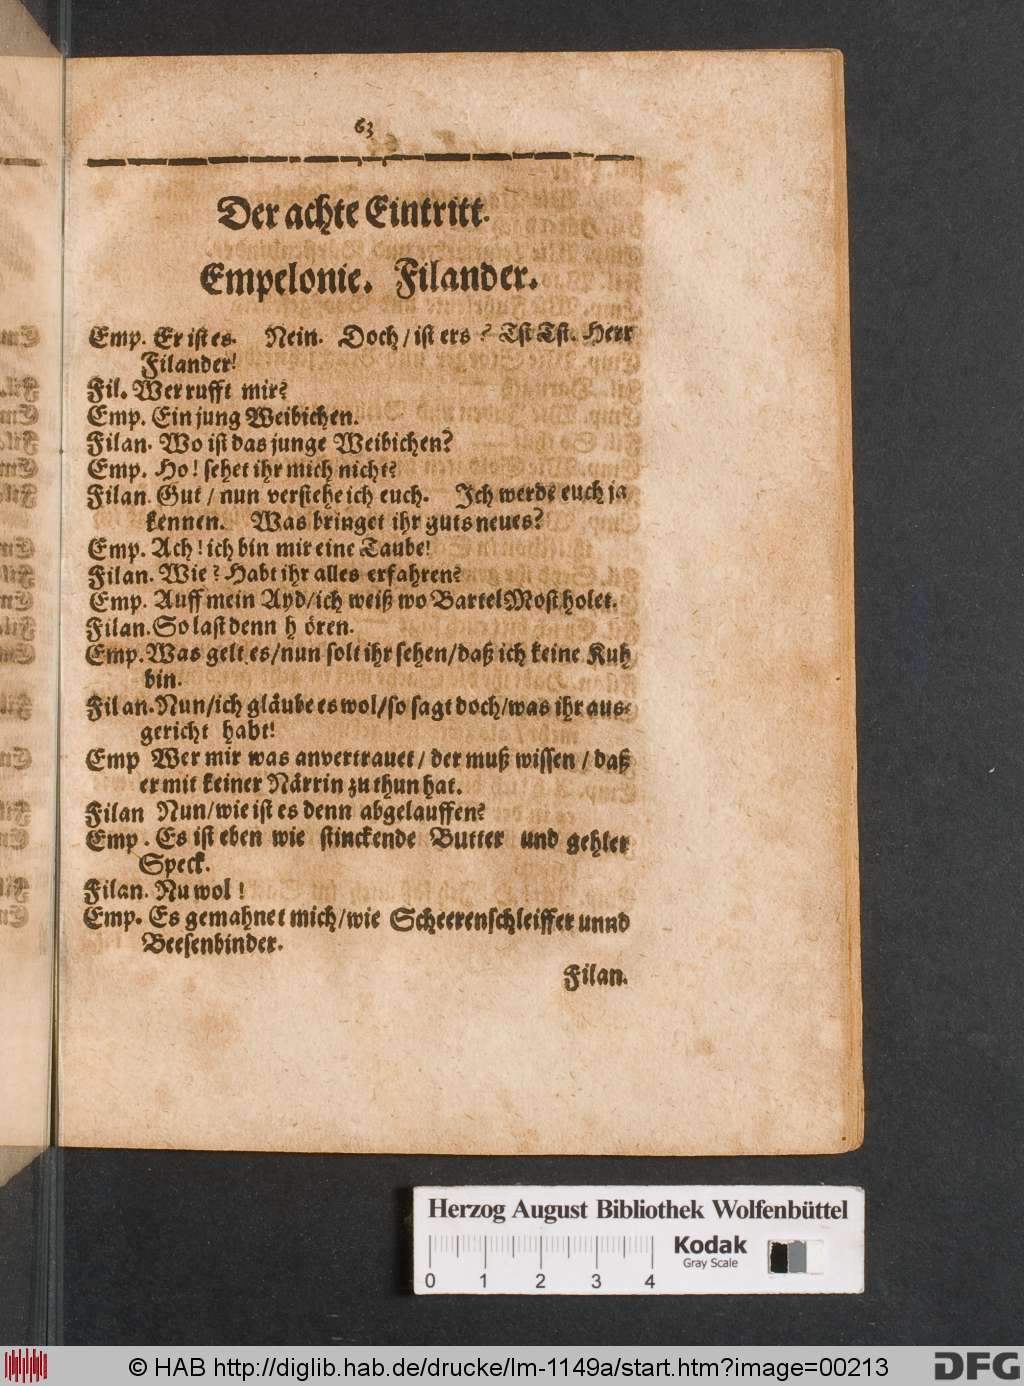 63
Der achte Eintritt.
Empelonie. Filander.
Emp. Er ist es. Nein. Doch / ist ers? Tst Tst. Herr
Filander!
Fil. Wer rufft mir?
Emp. Ein jung Weibichen.
Filan. Wo ist das junge Weibichen?
Emp. Ho! sehet ihr mich nicht?
Filan. Gut / nun verstehe ich euch. Ich werde euch ja
kennen. Was bringet ihr guts neues?
Emp. Ach! ich bin mir eine Taube!
Filan. Wie? Habt ihr alles erfahren?
Emp. Auff mein Ayd/ich weiß wo Bartel Most holet.
Filan. So last denn h ören.
Emp. Was gelt es/nun solt ihr sehen/daß ich keine Kuh
bin.
Filan. Nun/ich gläube es wol/so sagt doch/was ihr aus-
gericht habt!
Emp Wer mir was anvertrauet / der muß wissen / daß
er mit keiner Närrin zu thun hat.
Filan Nun/wie ist es denn abgelauffen?
Emp. Es ist eben wie stinckende Butter und gehler
Speck.
Filan. Nu wol!
Emp. Es gemahnet mich/wie Scheerenschleiffer unnd
Beesenbinder.
Filan.
Herzog August Bibliothek Wolfenbüttel
Kodak
Gray Scale
0 1 2 3 4
© HAB http://diglib.hab.de/drucke/lm-1149a/start.htm?image=00213
DFG